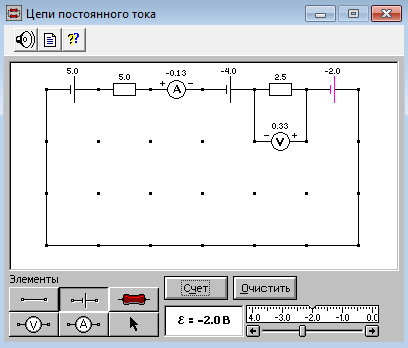 Цепи постоянного тока
5.0 5.0 -0.13 -4.0 2.5 -2.0
+ A -
0.33
- V +
Элементы
Счет Очистить
V A
ℰ = -2.0 В
4.0 -3.0 -2.0 -1.0 0.0